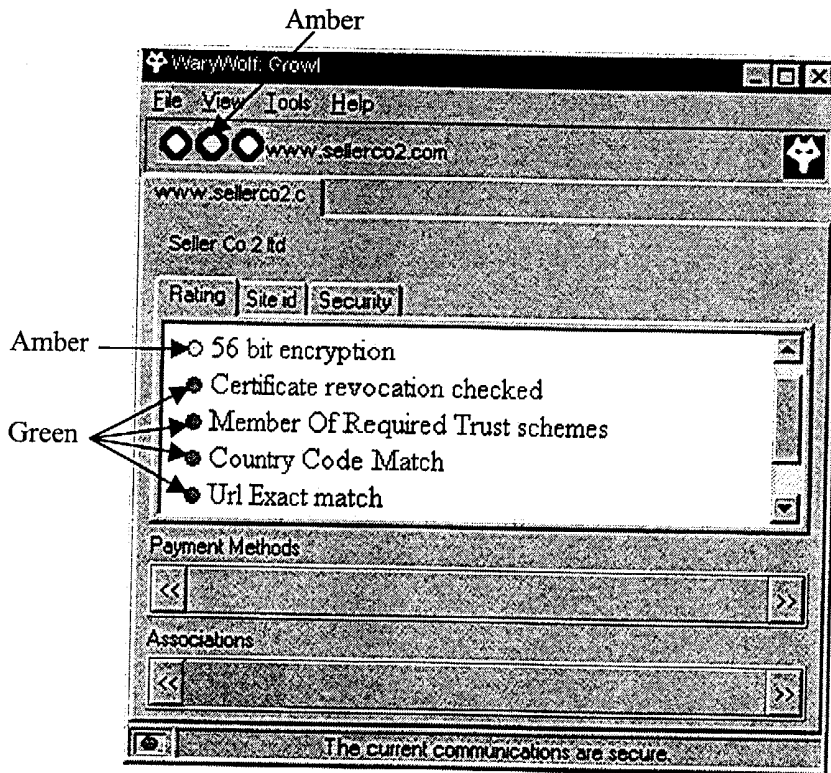 Amber
WaryWolf: Growl
File View Tools Help
www.sellerco2.com
www.sellerco2.c
Seller Co 2 ltd
Rating Site id Security
Amber
56 bit encryption
Certificate revocation checked
Green
Member Of Required Trust schemes
Country Code Match
Url Exact match
Payment Methods
<< >>
Associations
<< >>
The current communications are secure.